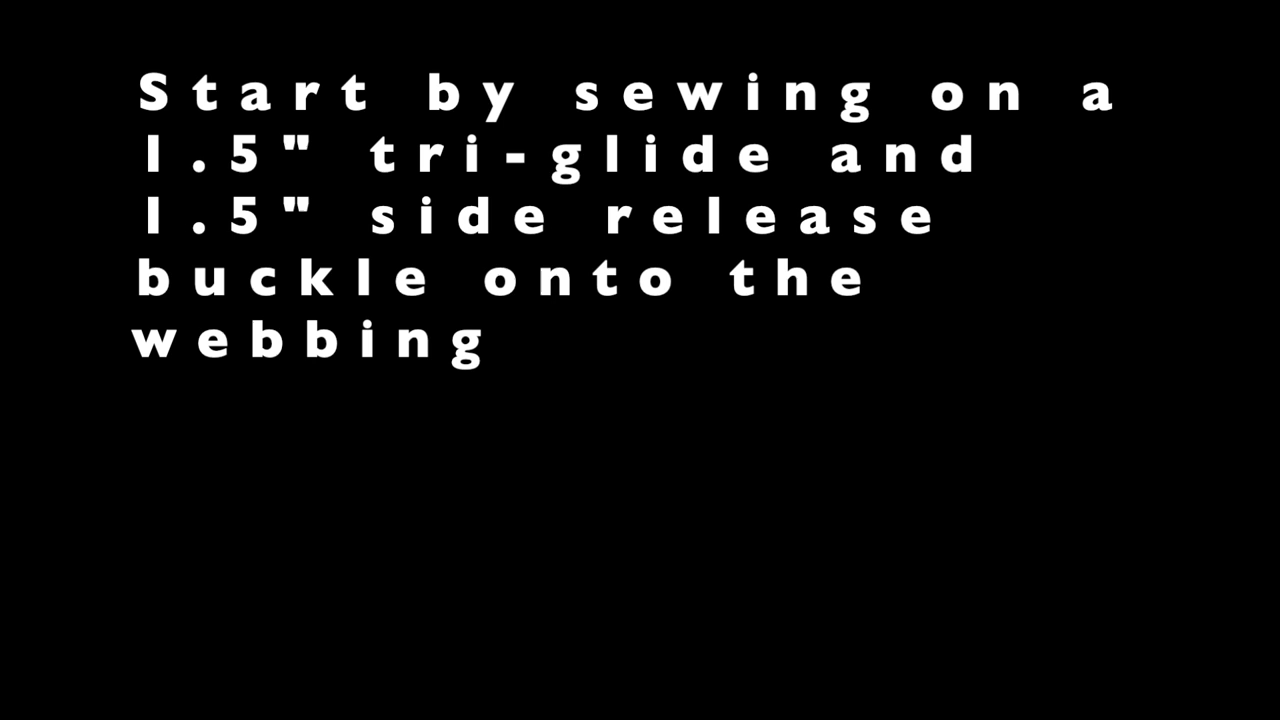 Start by sewing on a
1.5" tri-glide and
1.5" side release
buckle onto the
webbing